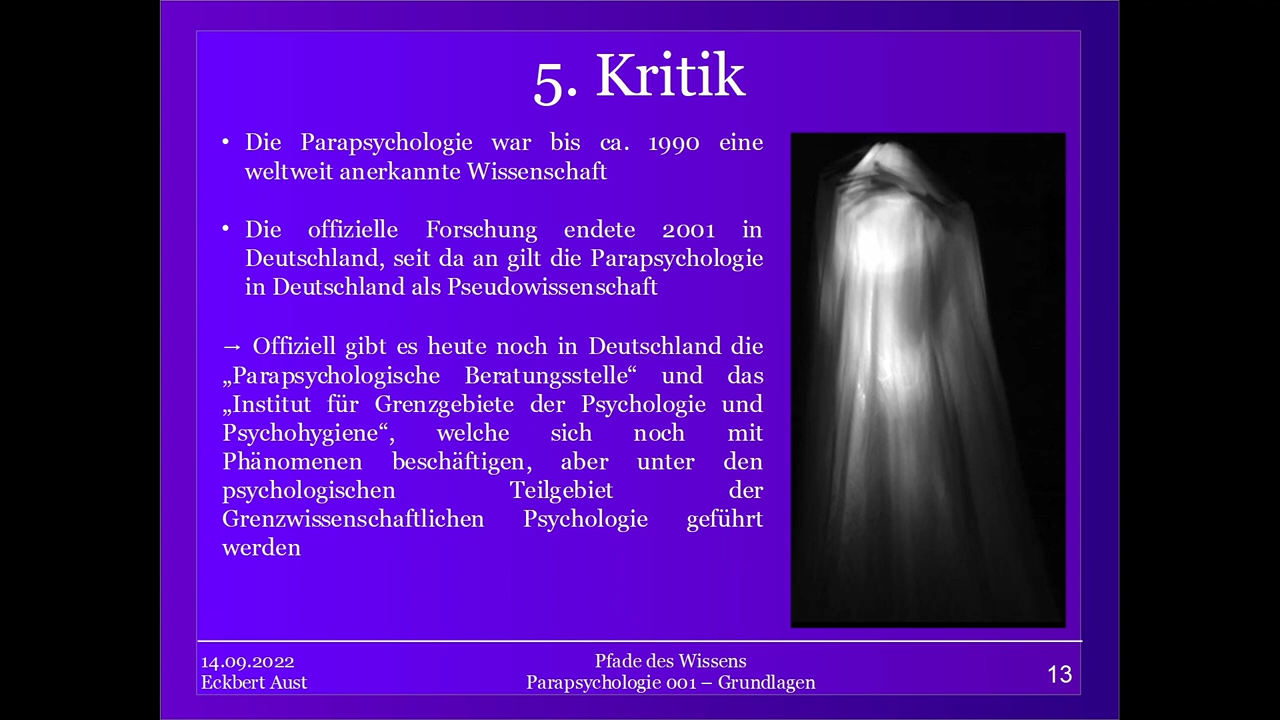 5. Kritik
• Die Parapsychologie war bis ca. 1990 eine
weltweit anerkannte Wissenschaft
• Die offizielle Forschung endete 2001 in
Deutschland, seit da an gilt die Parapsychologie
in Deutschland als Pseudowissenschaft
→ Offiziell gibt es heute noch in Deutschland die
„Parapsychologische Beratungsstelle“ und das
„Institut für Grenzgebiete der Psychologie und
Psychohygiene“, welche sich noch mit
Phänomenen beschäftigen, aber unter den
psychologischen Teilgebiet der
Grenzwissenschaftlichen Psychologie geführt
werden
14.09.2022
Eckbert Aust
Pfade des Wissens
Parapsychologie 001 – Grundlagen
13